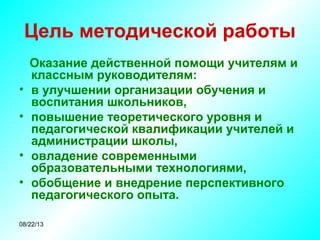 Цель методической работы
Оказание действенной помощи учителям и
классным руководителям:
• в улучшении организации обучения и
воспитания школьников,
• повышение теоретического уровня и
педагогической квалификации учителей и
администрации школы,
• овладение современными
образовательными технологиями,
• обобщение и внедрение перспективного
педагогического опыта.
08/22/13